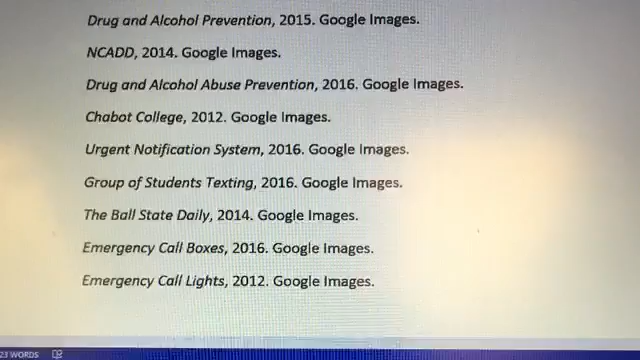 Drug and Alcohol Prevention, 2015. Google Images.
NCADD, 2014. Google Images.
Drug and Alcohol Abuse Prevention, 2016. Google Images.
Chabot College, 2012. Google Images.
Urgent Notification System, 2016. Google Images.
Group of Students Texting, 2016. Google Images.
The Ball State Daily, 2014. Google Images.
Emergency Call Boxes, 2016. Google Images.
Emergency Call Lights, 2012. Google Images.
23 WORDS